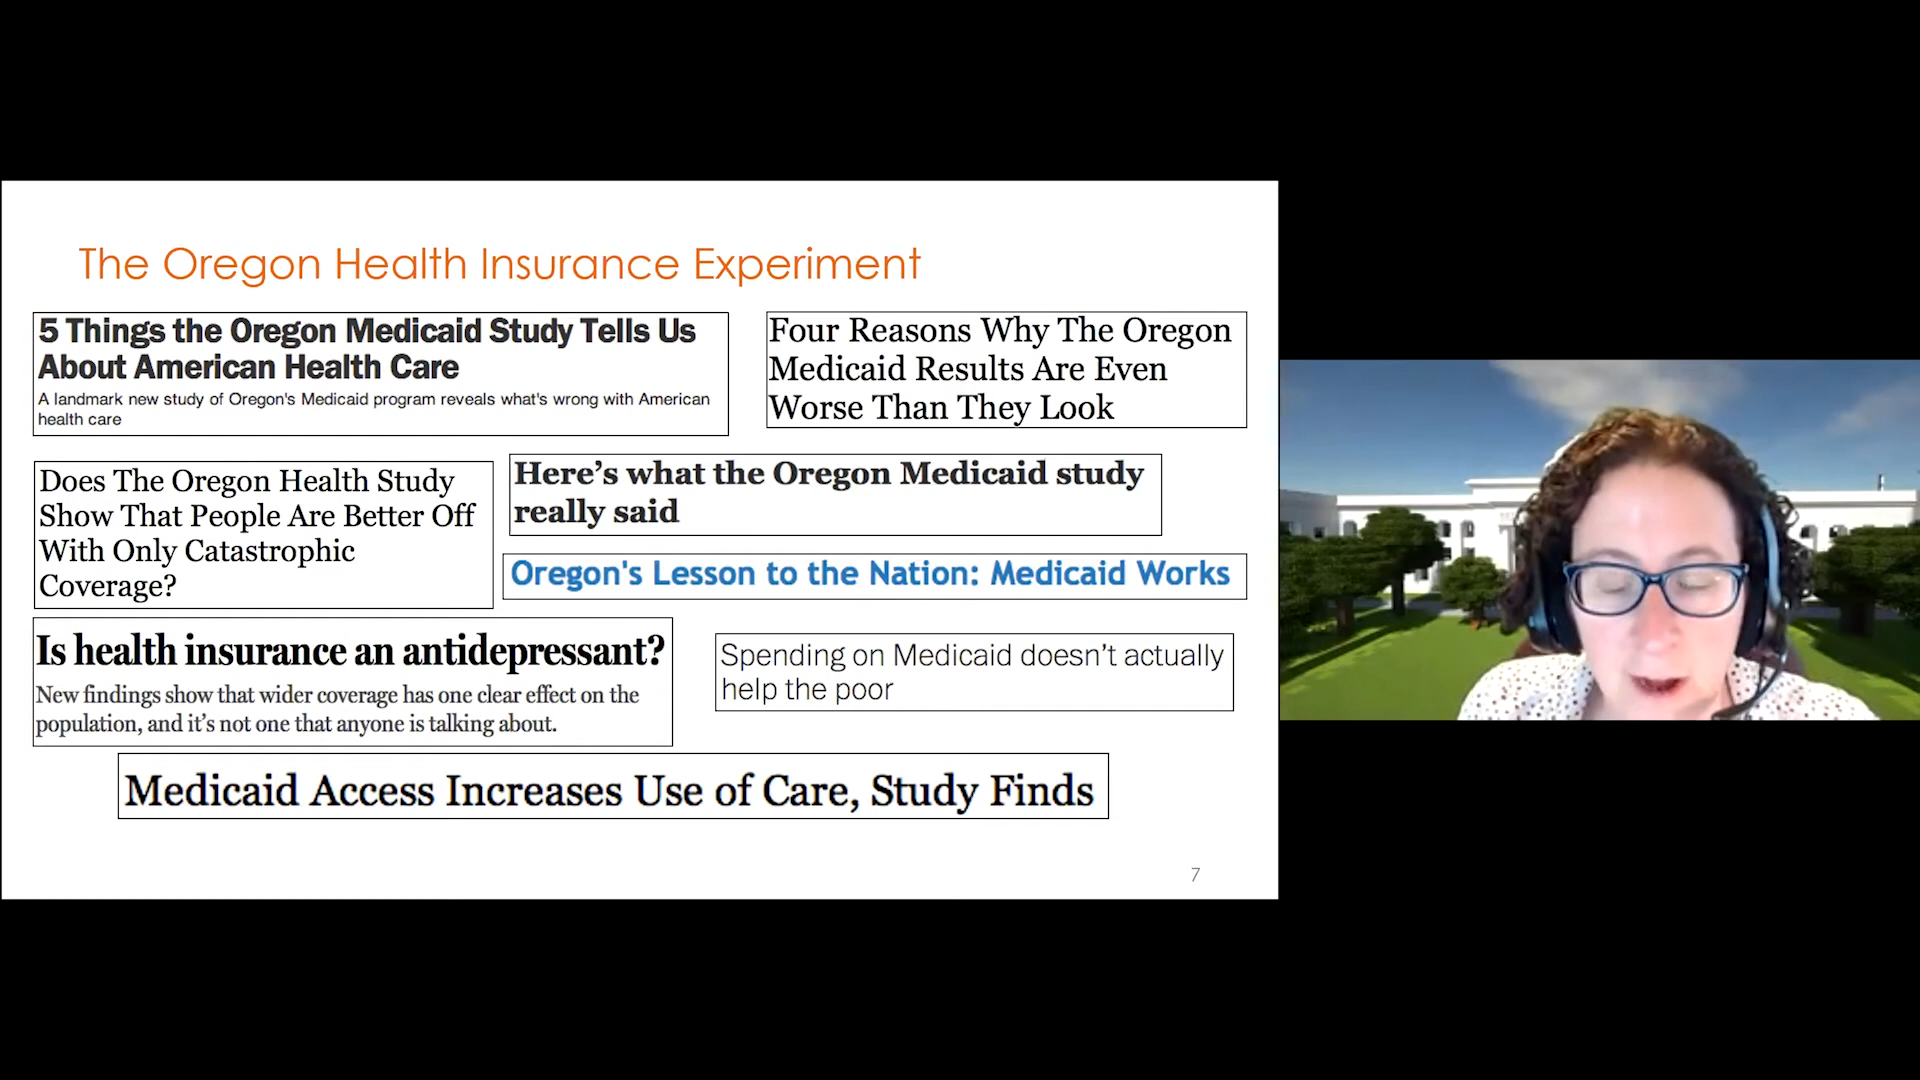 The Oregon Health Insurance Experiment
5 Things the Oregon Medicaid Study Tells Us
About American Health Care
A landmark new study of Oregon's Medicaid program reveals what's wrong with American
health care
Four Reasons Why The Oregon
Medicaid Results Are Even
Worse Than They Look
Does The Oregon Health Study
Show That People Are Better Off
With Only Catastrophic
Coverage?
Here’s what the Oregon Medicaid study
really said
Oregon's Lesson to the Nation: Medicaid Works
Is health insurance an antidepressant?
New findings show that wider coverage has one clear effect on the
population, and it’s not one that anyone is talking about.
Spending on Medicaid doesn’t actually
help the poor
Medicaid Access Increases Use of Care, Study Finds
7